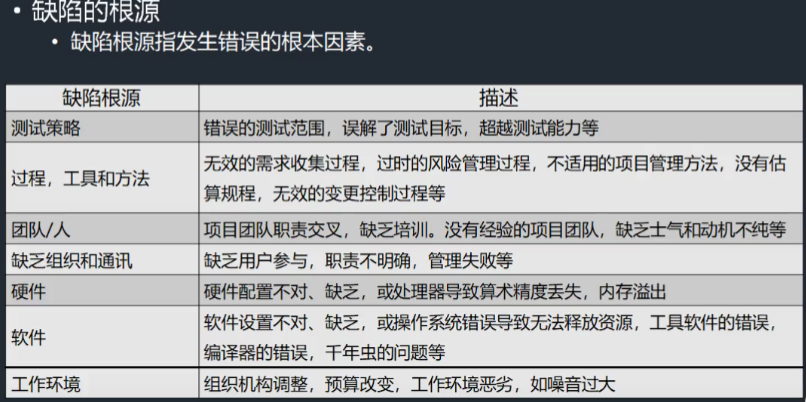 • 缺陷的根源
• 缺陷根源指发生错误的根本因素。
缺陷根源 描述
测试策略 错误的测试范围，误解了测试目标，超越测试能力等
过程，工具和方法 无效的需求收集过程，过时的风险管理过程，不适用的项目管理方法，没有估
算规程，无效的变更控制过程等
团队/人 项目团队职责交叉，缺乏培训。没有经验的项目团队，缺乏士气和动机不纯等
缺乏组织和通讯 缺乏用户参与，职责不明确，管理失败等
硬件 硬件配置不对、缺乏，或处理器导致算术精度丢失，内存溢出
软件 软件设置不对、缺乏，或操作系统错误导致无法释放资源，工具软件的错误，
编译器的错误，千年虫的问题等
工作环境 组织机构调整，预算改变，工作环境恶劣，如噪音过大